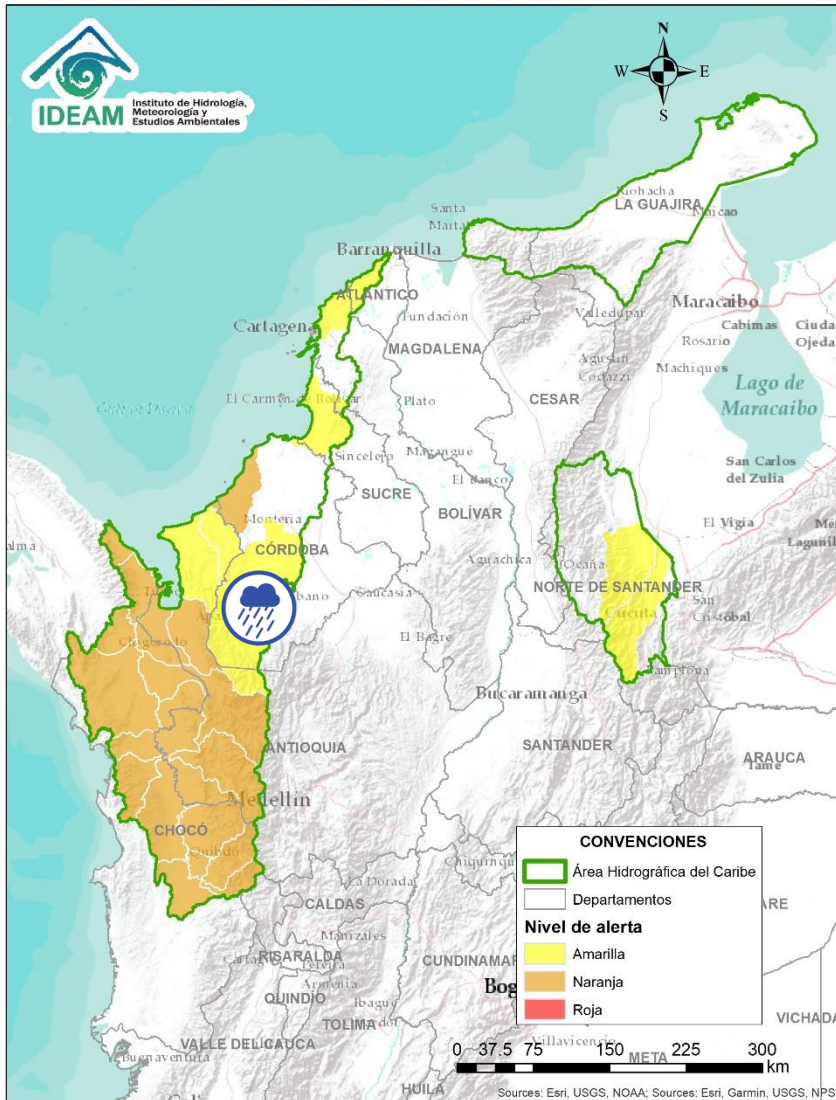 IDEAM
Instituto de Hidrología,
Meteorología y
Estudios Ambientales
N
W
E
S
Riohacha
LA GUAJIRA
Maicao
Santa
Marta
Barranquilla
ATLÁNTICO
Maracaibo
Cartagena
Fundación
Valledupar
Cabimas
Ciudad
Ojeda
Rosario
MAGDALENA
Agustín
Codazzi
Machiques
CESAR
Lago de
Maracaibo
El Carmen de Bolívar
Plato
Sincelejo
Magangué
San Carlos
del Zulia
SUCRE
El Banco
Montería
BOLÍVAR
El Vigía
CÓRDOBA
Aguachica
Ocaña
NORTE DE SANTANDER
Caucasia
San
Cristóbal
Cúcuta
El Bagre
Chigorodó
Pamplona
Bucaramanga
ANTIOQUIA
SANTANDER
ARAUCA
Tame
Medellín
CHOCÓ
Quibdó
La Dorada
CALDAS
Manizales
RISARALDA
Pereira
Armenia
QUINDÍO
Ibagué
TOLIMA
VALLE DEL CAUCA
Buenaventura
HUILA
VICHADA
Villavicencio
META
CONVENCIONES
Área Hidrográfica del Caribe
Departamentos
Nivel de alerta
Amarilla
Naranja
Roja
0 37.5 75 150 225 300
km
Sources: Esri, USGS, NOAA; Sources: Esri, Garmin, USGS, NPS